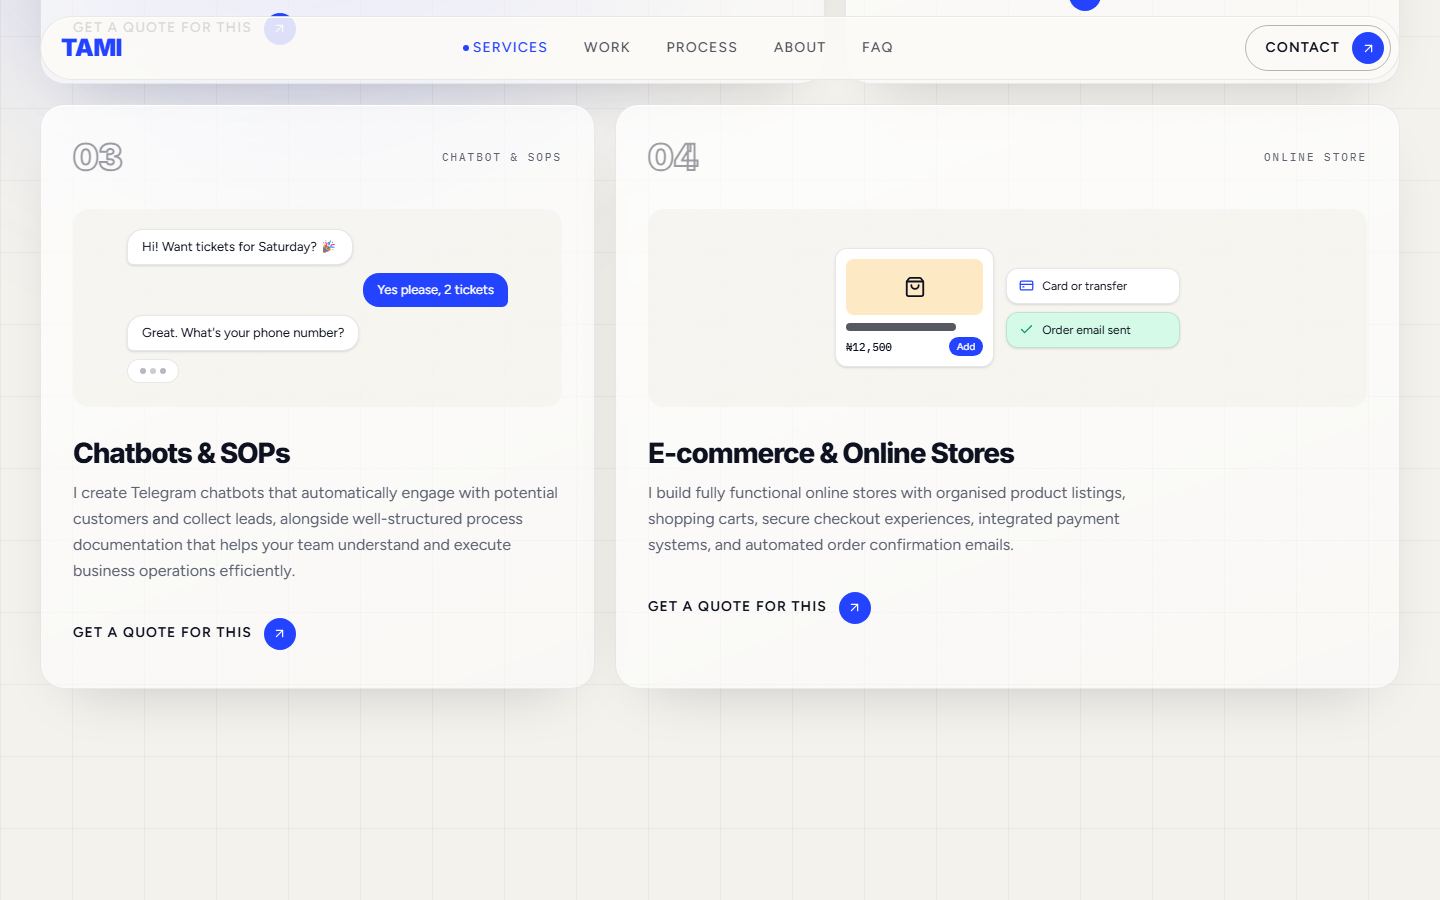 GET A QUOTE FOR THIS
TAMI
SERVICES
WORK
PROCESS
ABOUT
FAQ
CONTACT
03
CHATBOT & SOPS
Hi! Want tickets for Saturday? 🎉
Yes please, 2 tickets
Great. What's your phone number?
Chatbots & SOPs
I create Telegram chatbots that automatically engage with potential
customers and collect leads, alongside well-structured process
documentation that helps your team understand and execute
business operations efficiently.
GET A QUOTE FOR THIS
04
ONLINE STORE
₦12,500
Add
Card or transfer
Order email sent
E-commerce & Online Stores
I build fully functional online stores with organised product listings,
shopping carts, secure checkout experiences, integrated payment
systems, and automated order confirmation emails.
GET A QUOTE FOR THIS